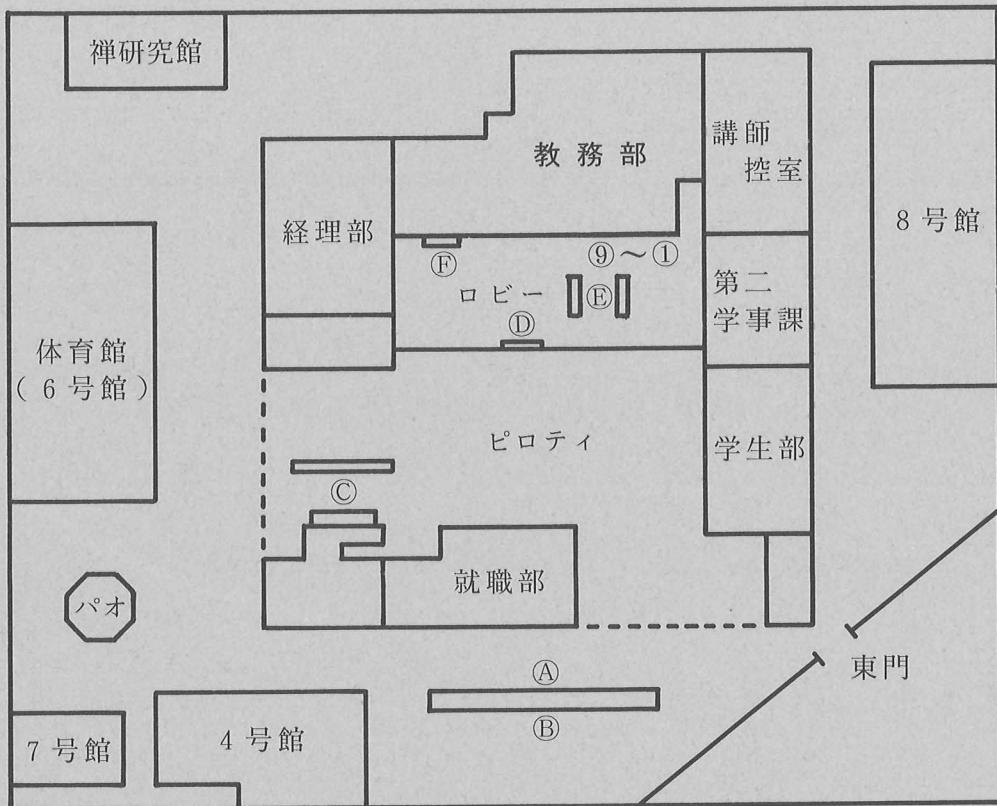 禅研究館
教務部
講師
控室
8号館
経理部
⑨～①
Ⓕ
ロビー
Ⓔ
第二
学事課
Ⓓ
体育館
(6号館)
ピロティ
学生部
Ⓒ
就職部
パオ
東門
Ⓐ
Ⓑ
7号館
4号館